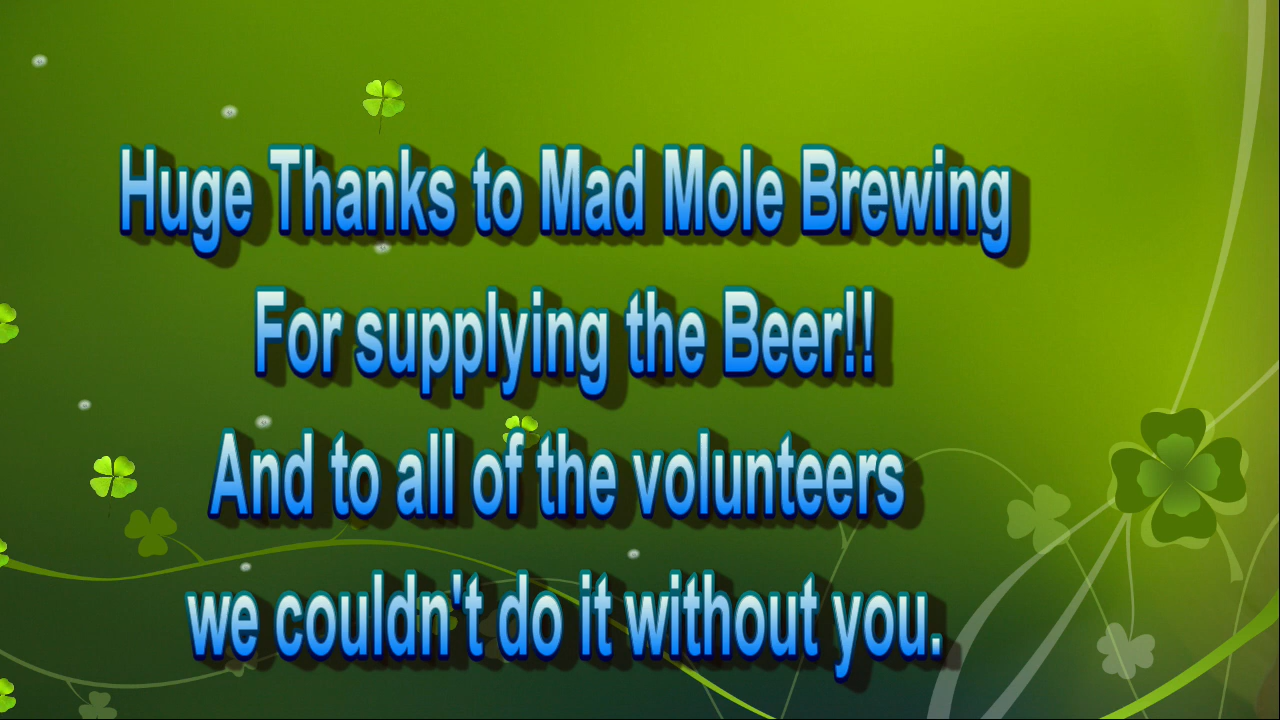 Huge Thanks to Mad Mole Brewing
For supplying the Beer!!
And to all of the volunteers
we couldn't do it without you.